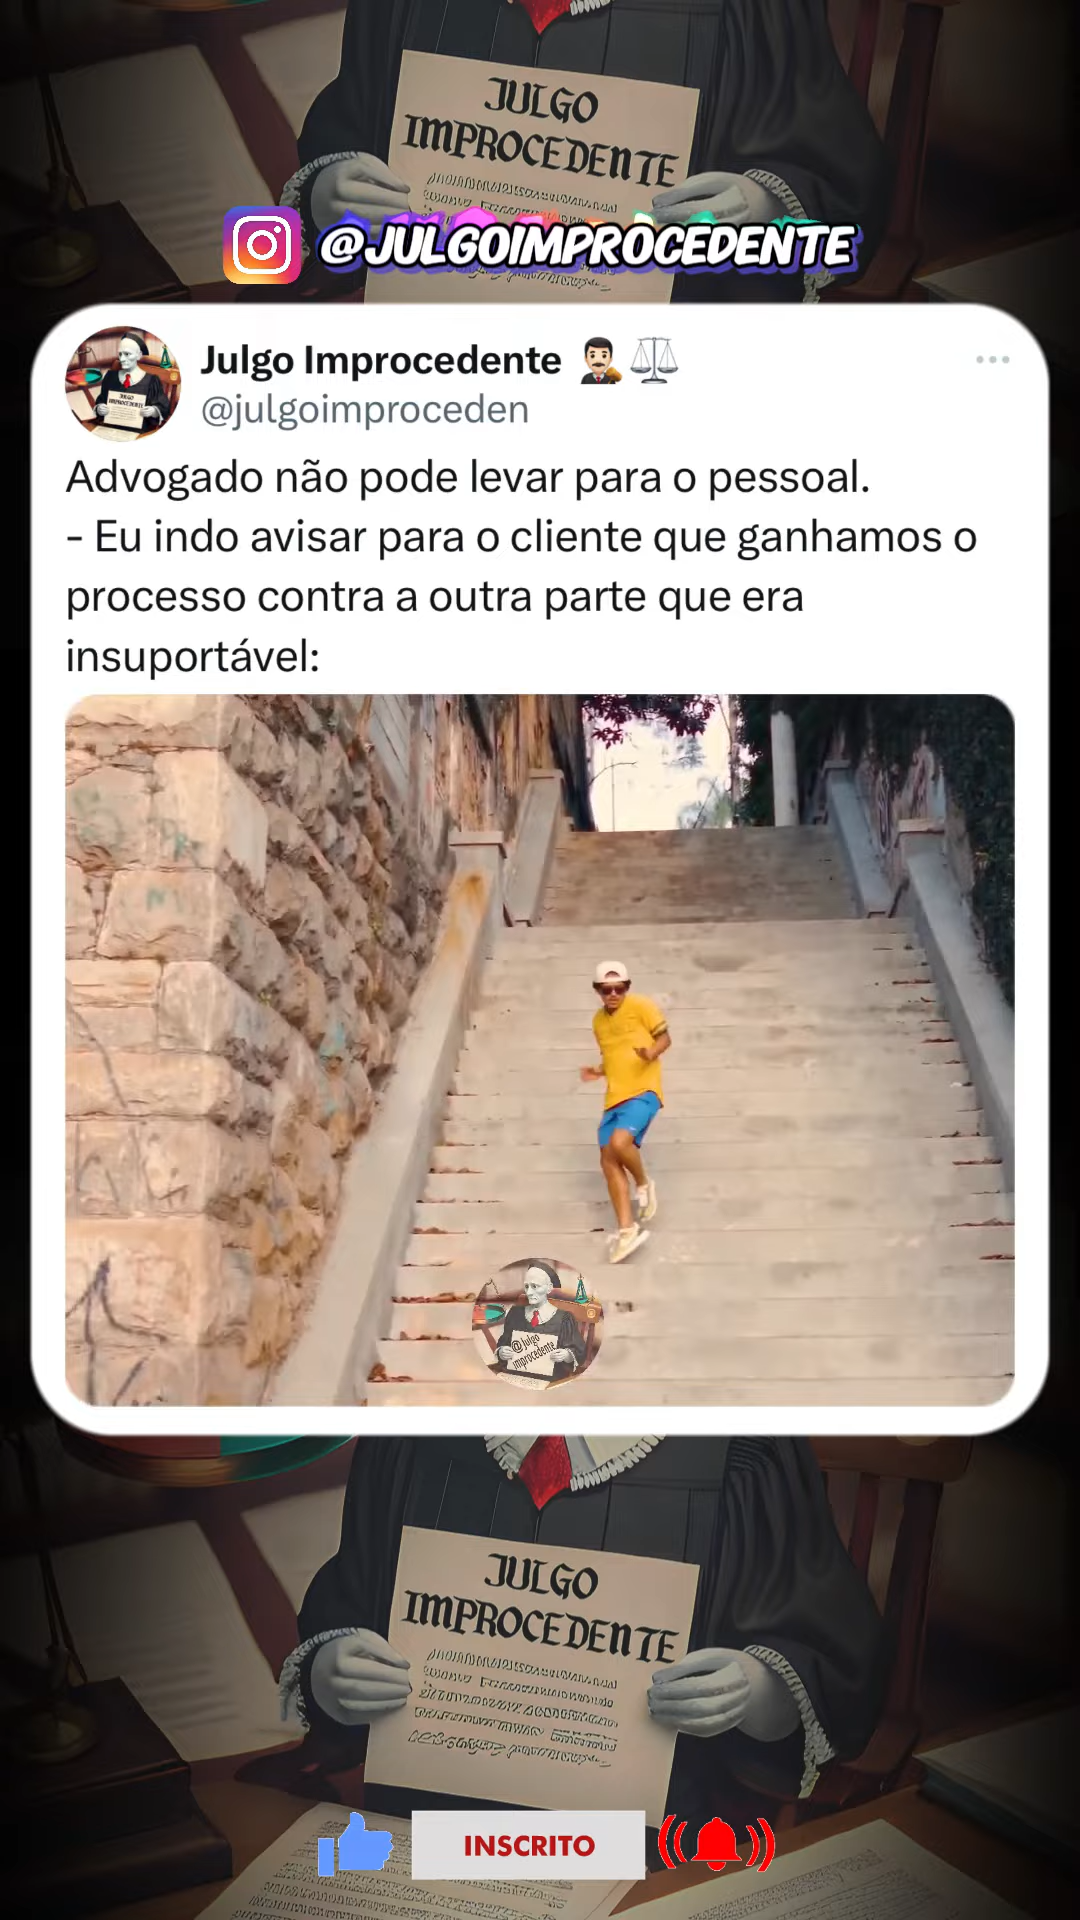 JULGO
IMPROCEDENTE
@JULGOIMPROCEDENTE
Julgo Improcedente
@julgoimproceden
Advogado não pode levar para o pessoal.
- Eu indo avisar para o cliente que ganhamos o
processo contra a outra parte que era
insuportável:
@julgo
improcedente
JULGO
IMPROCEDENTE
INSCRITO